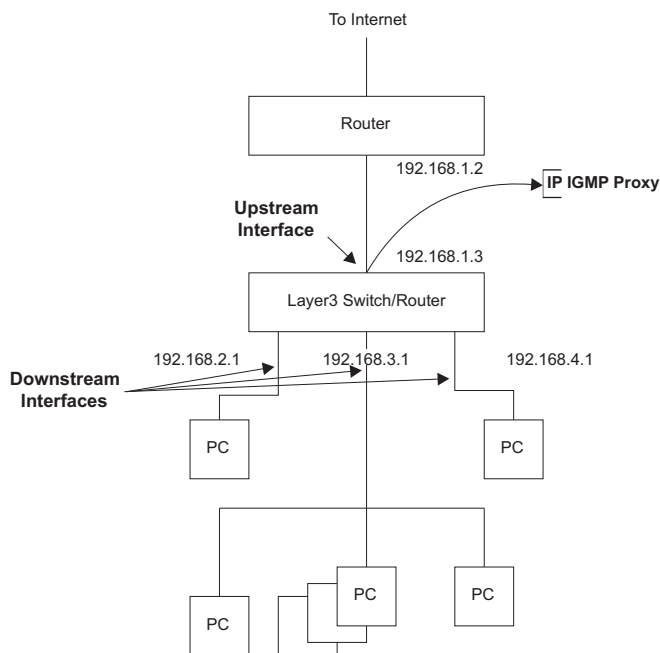 To Internet
Router
192.168.1.2
IP IGMP Proxy
Upstream
Interface
192.168.1.3
Layer3 Switch/Router
192.168.2.1
192.168.3.1
192.168.4.1
Downstream
Interfaces
PC
PC
PC
PC
PC